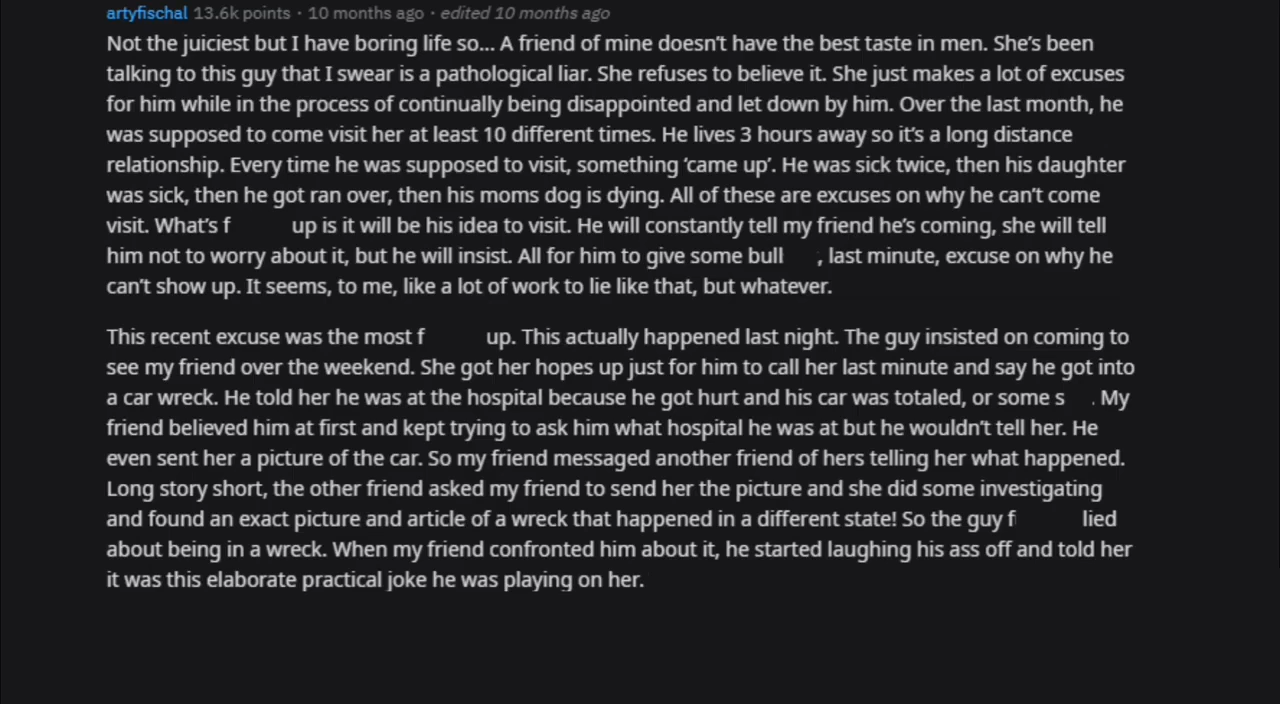 artyfischal 13.6k points · 10 months ago · edited 10 months ago
Not the juiciest but I have boring life so... A friend of mine doesn't have the best taste in men. She's been
talking to this guy that I swear is a pathological liar. She refuses to believe it. She just makes a lot of excuses
for him while in the process of continually being disappointed and let down by him. Over the last month, he
was supposed to come visit her at least 10 different times. He lives 3 hours away so it's a long distance
relationship. Every time he was supposed to visit, something ‘came up’. He was sick twice, then his daughter
was sick, then he got ran over, then his moms dog is dying. All of these are excuses on why he can't come
visit. What's f up is it will be his idea to visit. He will constantly tell my friend he's coming, she will tell
him not to worry about it, but he will insist. All for him to give some bull , last minute, excuse on why he
can't show up. It seems, to me, like a lot of work to lie like that, but whatever.
This recent excuse was the most f up. This actually happened last night. The guy insisted on coming to
see my friend over the weekend. She got her hopes up just for him to call her last minute and say he got into
a car wreck. He told her he was at the hospital because he got hurt and his car was totaled, or some s . My
friend believed him at first and kept trying to ask him what hospital he was at but he wouldn't tell her. He
even sent her a picture of the car. So my friend messaged another friend of hers telling her what happened.
Long story short, the other friend asked my friend to send her the picture and she did some investigating
and found an exact picture and article of a wreck that happened in a different state! So the guy f lied
about being in a wreck. When my friend confronted him about it, he started laughing his ass off and told her
it was this elaborate practical joke he was playing on her.